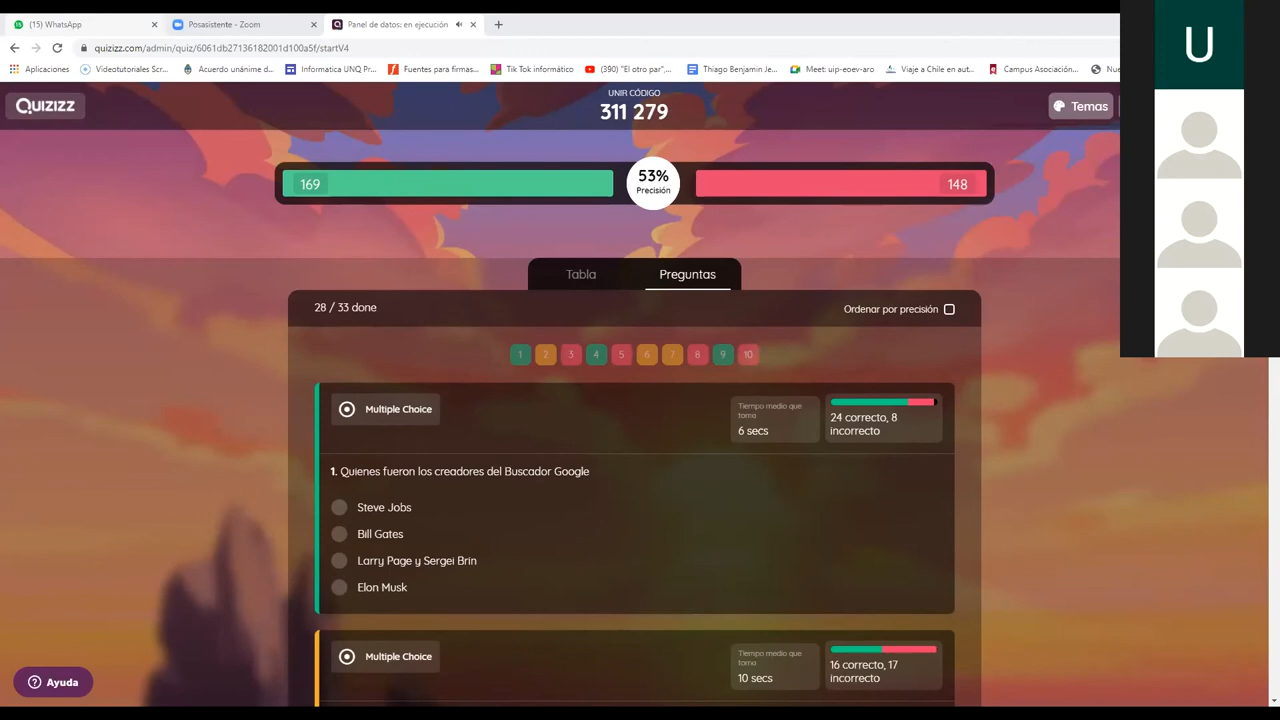 (15) WhatsApp
Posasistente - Zoom
Panel de datos: en ejecución
quizizz.com/admin/quiz/6061db27136182001d100a5f/startV4
Aplicaciones
Videotutoriales Scr...
Acuerdo unánime d...
Informatica UNQ Pr...
Fuentes para firmas...
Tik Tok informático
(390) "El otro par",...
Thiago Benjamin Je...
Meet: uip-eoev-aro
Viaje a Chile en aut...
Campus Asociación...
Nue
U
Quizizz
UNIR CÓDIGO
311 279
Temas
169
53%
Precisión
148
Tabla
Preguntas
28 / 33 done
Ordenar por precisión
1 2 3 4 5 6 7 8 9 10
Multiple Choice
Tiempo medio que
toma
6 secs
24 correcto, 8
incorrecto
1. Quienes fueron los creadores del Buscador Google
Steve Jobs
Bill Gates
Larry Page y Sergei Brin
Elon Musk
Multiple Choice
Tiempo medio que
toma
10 secs
16 correcto, 17
incorrecto
Ayuda